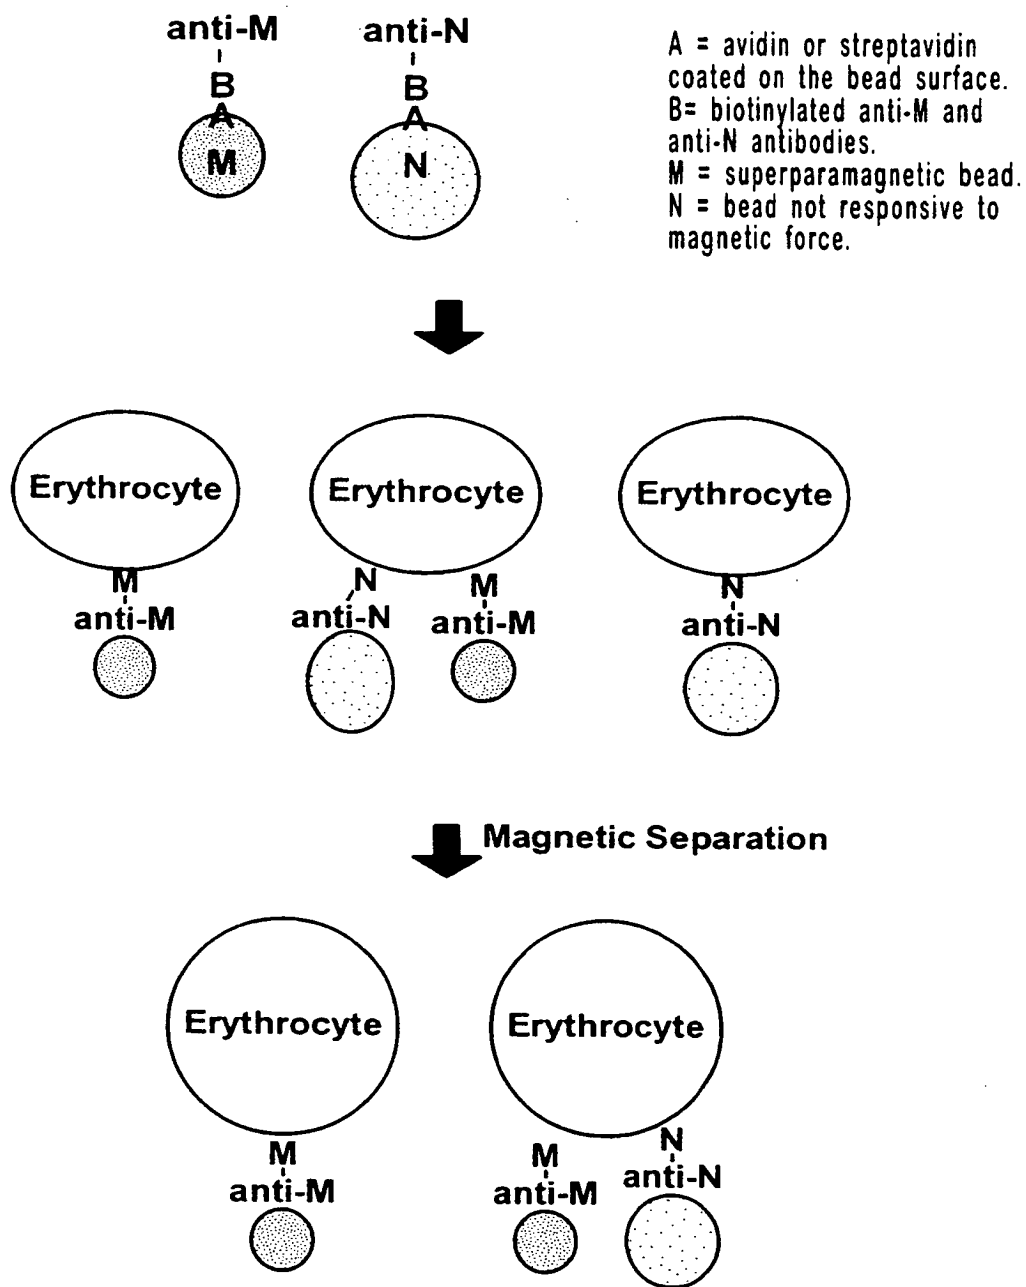 anti-M
anti-N
B
A
M
B
A
N
A = avidin or streptavidin
coated on the bead surface.
B= biotinylated anti-M and
anti-N antibodies.
M = superparamagnetic bead.
N = bead not responsive to
magnetic force.
Erythrocyte
Erythrocyte
Erythrocyte
M
anti-M
N
anti-N
M
anti-M
N
anti-N
Magnetic Separation
Erythrocyte
Erythrocyte
M
anti-M
M
anti-M
N
anti-N